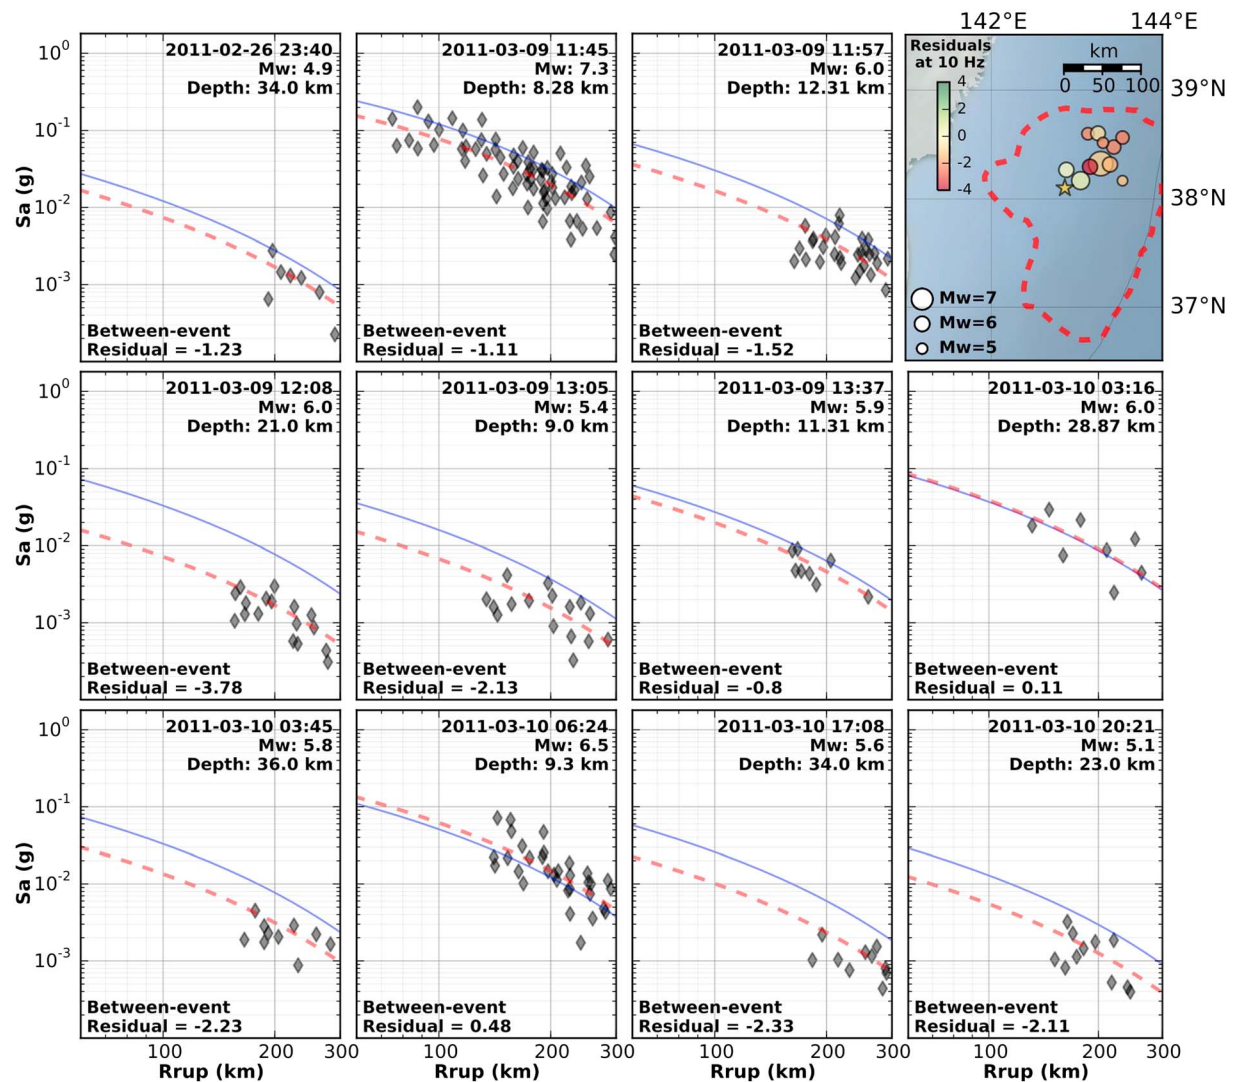 142°E 144°E
10⁰
10⁻¹
10⁻²
10⁻³
Sa (g)
2011-02-26 23:40
Mw: 4.9
Depth: 34.0 km
Between-event
Residual = -1.23
2011-03-09 11:45
Mw: 7.3
Depth: 8.28 km
Between-event
Residual = -1.11
2011-03-09 11:57
Mw: 6.0
Depth: 12.31 km
Between-event
Residual = -1.52
Residuals
at 10 Hz
4
2
0
-2
-4
km
0 50 100
Mw=7
Mw=6
Mw=5
39°N
38°N
37°N
10⁰
10⁻¹
10⁻²
10⁻³
Sa (g)
2011-03-09 12:08
Mw: 6.0
Depth: 21.0 km
Between-event
Residual = -3.78
2011-03-09 13:05
Mw: 5.4
Depth: 9.0 km
Between-event
Residual = -2.13
2011-03-09 13:37
Mw: 5.9
Depth: 11.31 km
Between-event
Residual = -0.8
2011-03-10 03:16
Mw: 6.0
Depth: 28.87 km
Between-event
Residual = 0.11
10⁰
10⁻¹
10⁻²
10⁻³
Sa (g)
2011-03-10 03:45
Mw: 5.8
Depth: 36.0 km
Between-event
Residual = -2.23
2011-03-10 06:24
Mw: 6.5
Depth: 9.3 km
Between-event
Residual = 0.48
2011-03-10 17:08
Mw: 5.6
Depth: 34.0 km
Between-event
Residual = -2.33
2011-03-10 20:21
Mw: 5.1
Depth: 23.0 km
Between-event
Residual = -2.11
100 200 300 100 200 300 100 200 300 100 200 300
Rrup (km) Rrup (km) Rrup (km) Rrup (km)